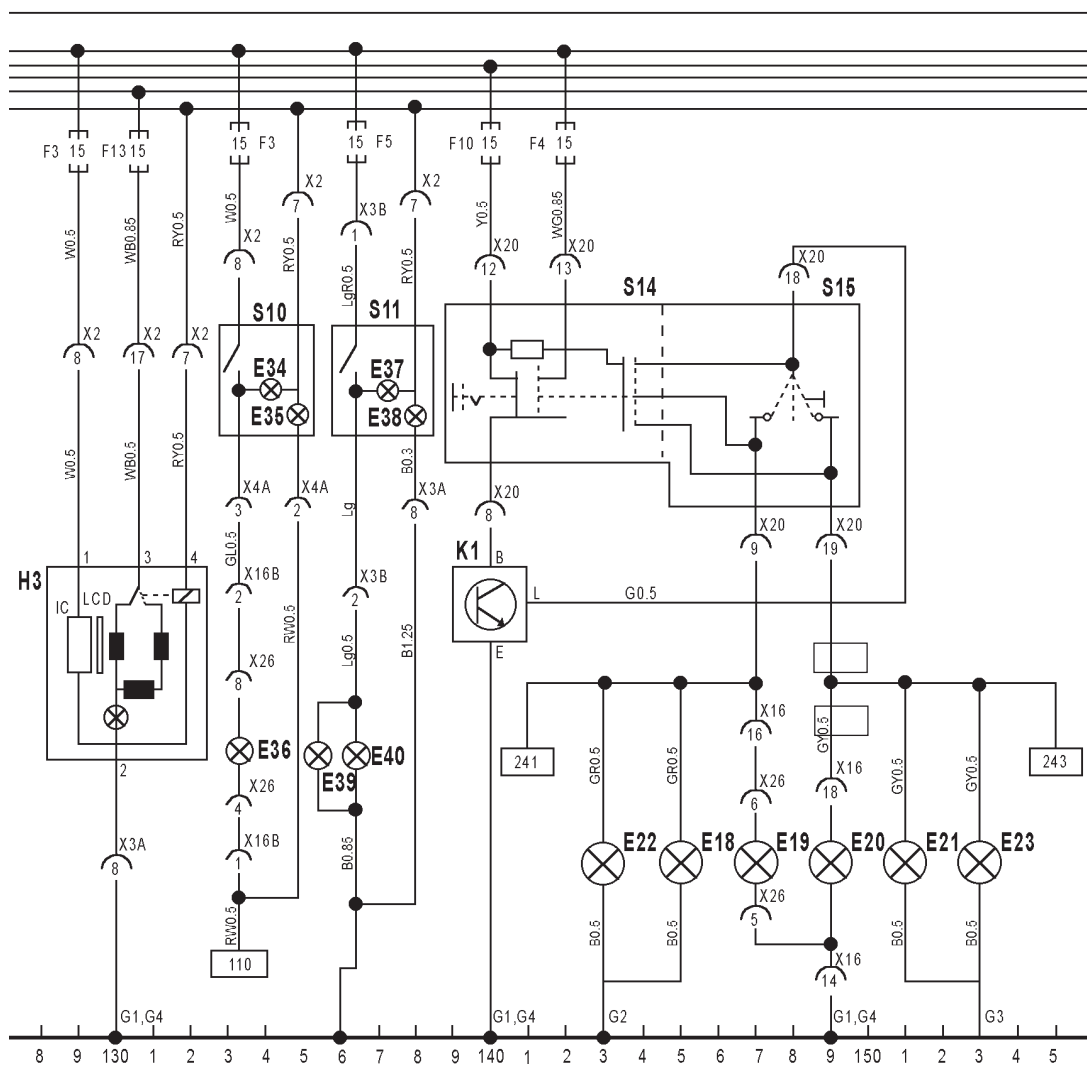 F3 15
F13 15
15 F3
15 F5
F10 15
F4 15
W0.5
WB0.85
RY0.5
W0.5
X2
7
RY0.5
X3B
1
X2
7
Y0.5
WG0.85
X2
8
LgR0.5
RY0.5
X20
12
X20
13
X20
18
S10
S11
S14
S15
X2
8
X2
17
X2
7
E34
E35
E37
E38
W0.5
WB0.5
RY0.5
X4A
3
X4A
2
Lg
B0.3
X3A
8
X20
8
X20
9
X20
19
H3
1
3
4
IC
LCD
2
GL0.5
X16B
2
RW0.5
X3B
2
Lg0.5
B1.25
K1
B
L
E
G0.5
X26
8
E36
E39
E40
X26
4
X16B
1
B0.85
RW0.5
110
X3A
8
241
243
GR0.5
GR0.5
X16
16
X26
6
GY0.5
X16
18
GY0.5
GY0.5
E22
E18
E19
E20
E21
E23
B0.5
B0.5
X26
5
X16
14
B0.5
B0.5
G1,G4
G1,G4
G2
G1,G4
G3
8 9 130 1 2 3 4 5 6 7 8 9 140 1 2 3 4 5 6 7 8 9 150 1 2 3 4 5